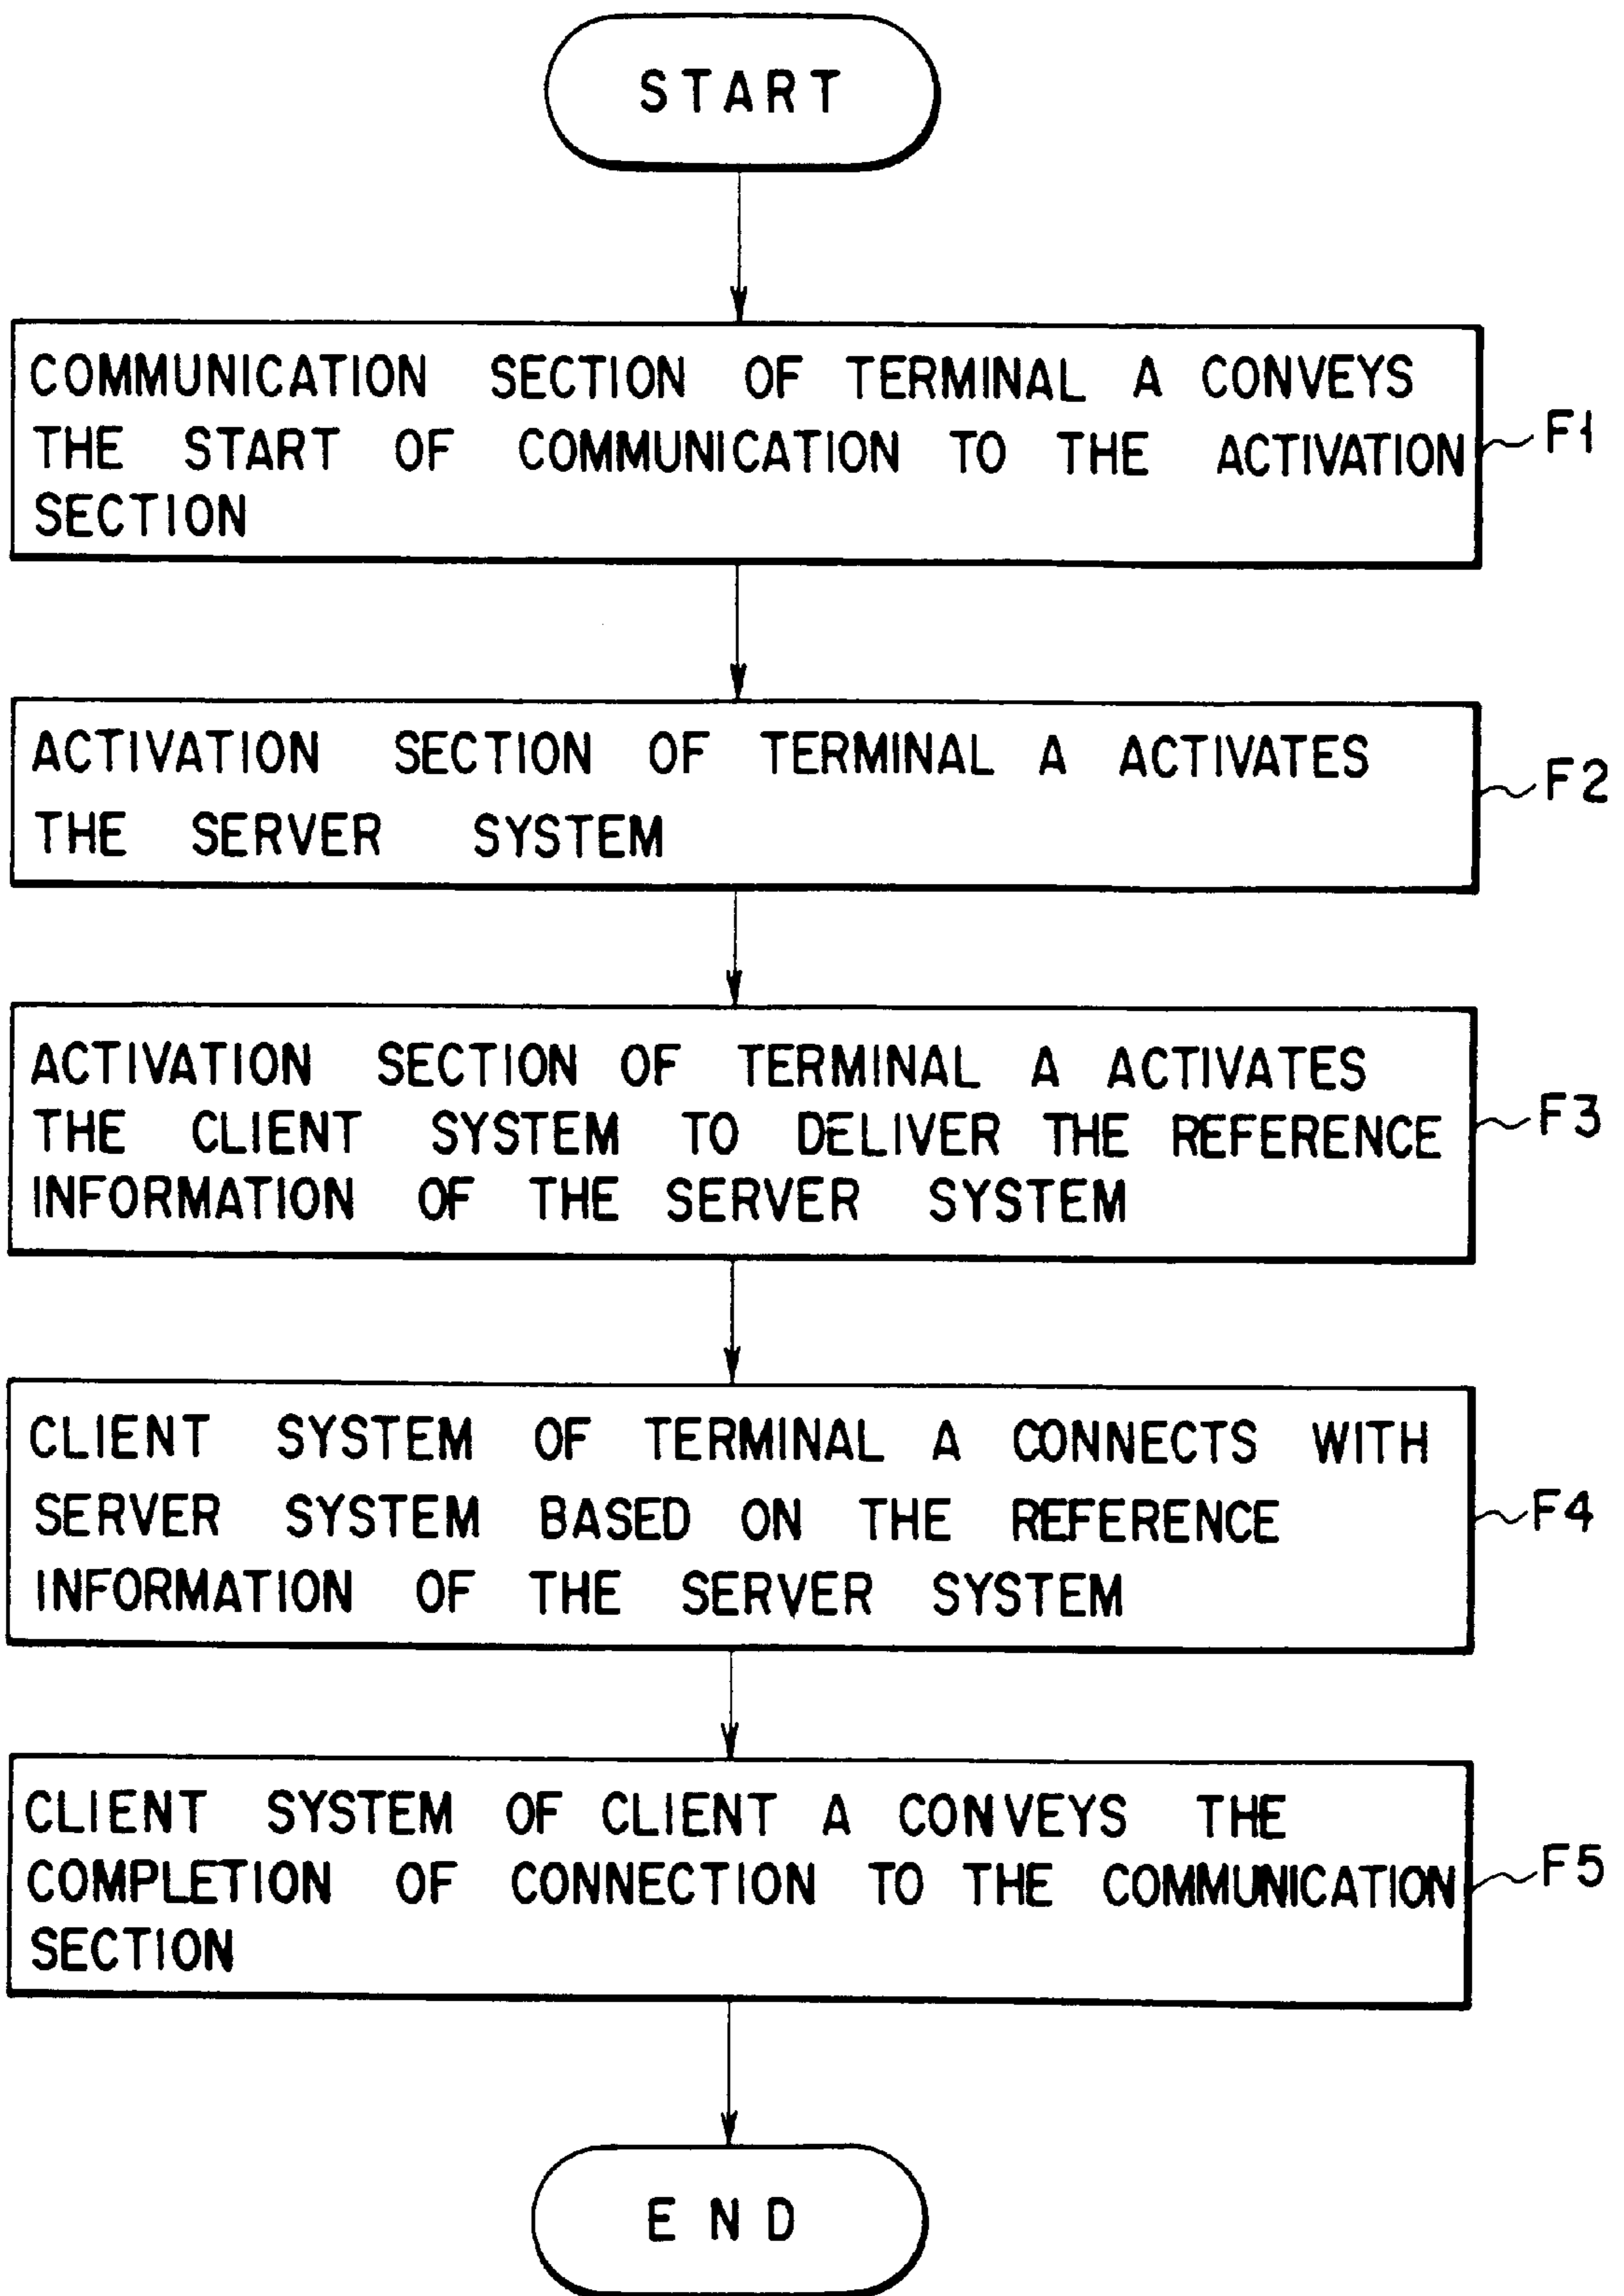 START
COMMUNICATION SECTION OF TERMINAL A CONVEYS
THE START OF COMMUNICATION TO THE ACTIVATION
SECTION
F1
ACTIVATION SECTION OF TERMINAL A ACTIVATES
THE SERVER SYSTEM
F2
ACTIVATION SECTION OF TERMINAL A ACTIVATES
THE CLIENT SYSTEM TO DELIVER THE REFERENCE
INFORMATION OF THE SERVER SYSTEM
F3
CLIENT SYSTEM OF TERMINAL A CONNECTS WITH
SERVER SYSTEM BASED ON THE REFERENCE
INFORMATION OF THE SERVER SYSTEM
F4
CLIENT SYSTEM OF CLIENT A CONVEYS THE
COMPLETION OF CONNECTION TO THE COMMUNICATION
SECTION
F5
END